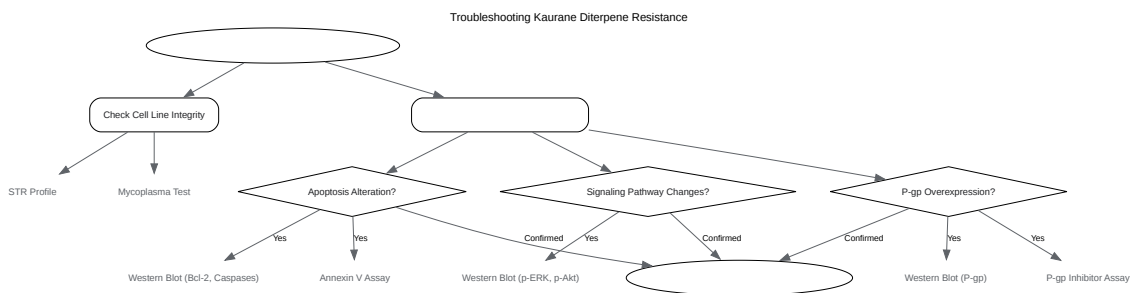 Troubleshooting Kaurane Diterpene Resistance
Check Cell Line Integrity
STR Profile
Mycoplasma Test
Apoptosis Alteration?
Signaling Pathway Changes?
P-gp Overexpression?
Yes
Yes
Confirmed
Yes
Confirmed
Confirmed
Yes
Yes
Western Blot (Bcl-2, Caspases)
Annexin V Assay
Western Blot (p-ERK, p-Akt)
Western Blot (P-gp)
P-gp Inhibitor Assay